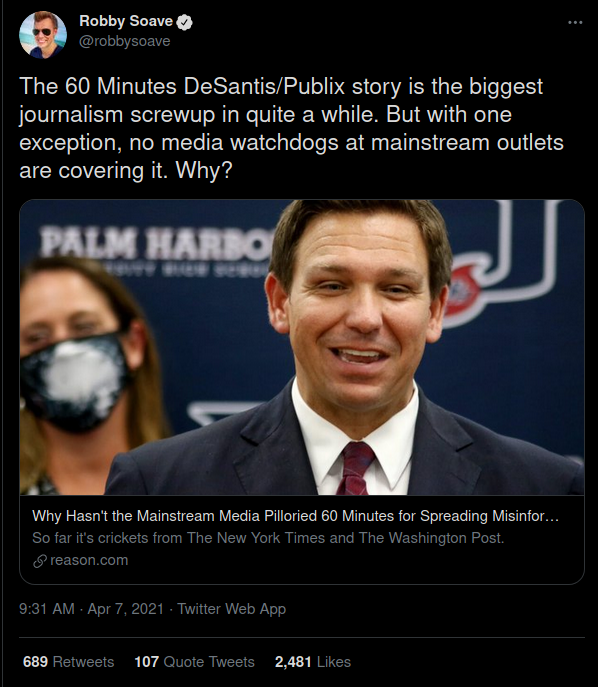 Robby Soave
@robbysoave
The 60 Minutes DeSantis/Publix story is the biggest
journalism screwup in quite a while. But with one
exception, no media watchdogs at mainstream outlets
are covering it. Why?
PALM HARBO
Why Hasn't the Mainstream Media Pilloried 60 Minutes for Spreading Misinfor…
So far it's crickets from The New York Times and The Washington Post.
reason.com
9:31 AM · Apr 7, 2021 · Twitter Web App
689 Retweets 107 Quote Tweets 2,481 Likes